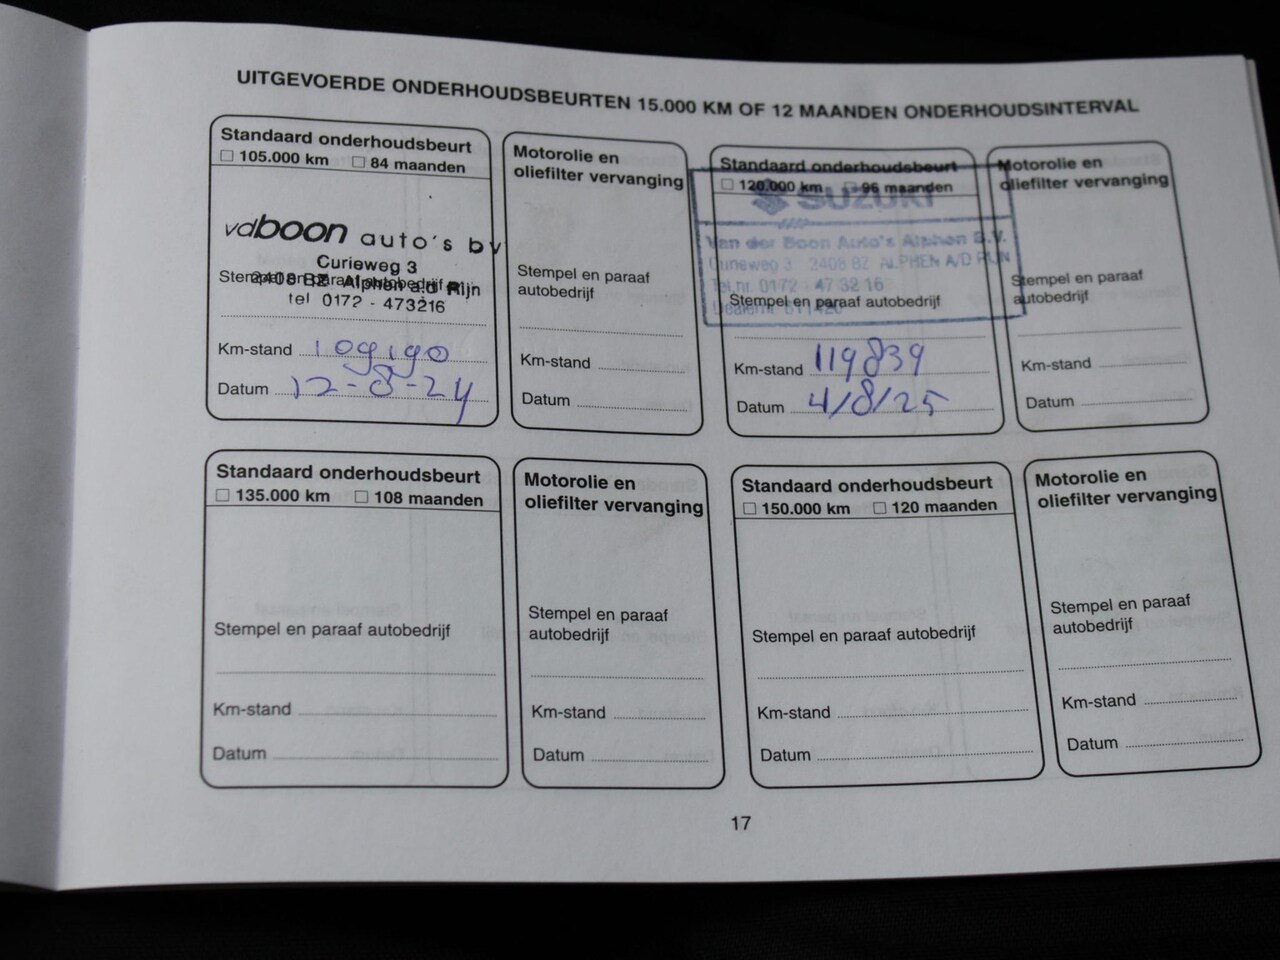 UITGEVOERDE ONDERHOUDSBEURTEN 15.000 KM OF 12 MAANDEN ONDERHOUDSINTERVAL
Standaard onderhoudsbeurt
105.000 km 84 maanden
vdboon auto's bv
Curieweg 3
Stempel en paraaf autobedrijf
2408 BZ Alphen a.d Rijn
tel 0172 - 473216
Km-stand 109190
Datum 12-8-24
Motorolie en
oliefilter vervanging
Stempel en paraaf
autobedrijf
Km-stand
Datum
Standaard onderhoudsbeurt
120.000 km 96 maanden
SUZUKI
Van der Boon Auto's Alphen B.V.
Curieweg 3 2408 BZ ALPHEN A/D RIJN
Tel.nr. 0172 - 47 32 16
Stempel en paraaf autobedrijf
Km-stand 119839
Datum 4/8/25
Motorolie en
oliefilter vervanging
Stempel en paraaf
autobedrijf
Km-stand
Datum
Standaard onderhoudsbeurt
135.000 km 108 maanden
Stempel en paraaf autobedrijf
Km-stand
Datum
Motorolie en
oliefilter vervanging
Stempel en paraaf
autobedrijf
Km-stand
Datum
Standaard onderhoudsbeurt
150.000 km 120 maanden
Stempel en paraaf autobedrijf
Km-stand
Datum
Motorolie en
oliefilter vervanging
Stempel en paraaf
autobedrijf
Km-stand
Datum
17